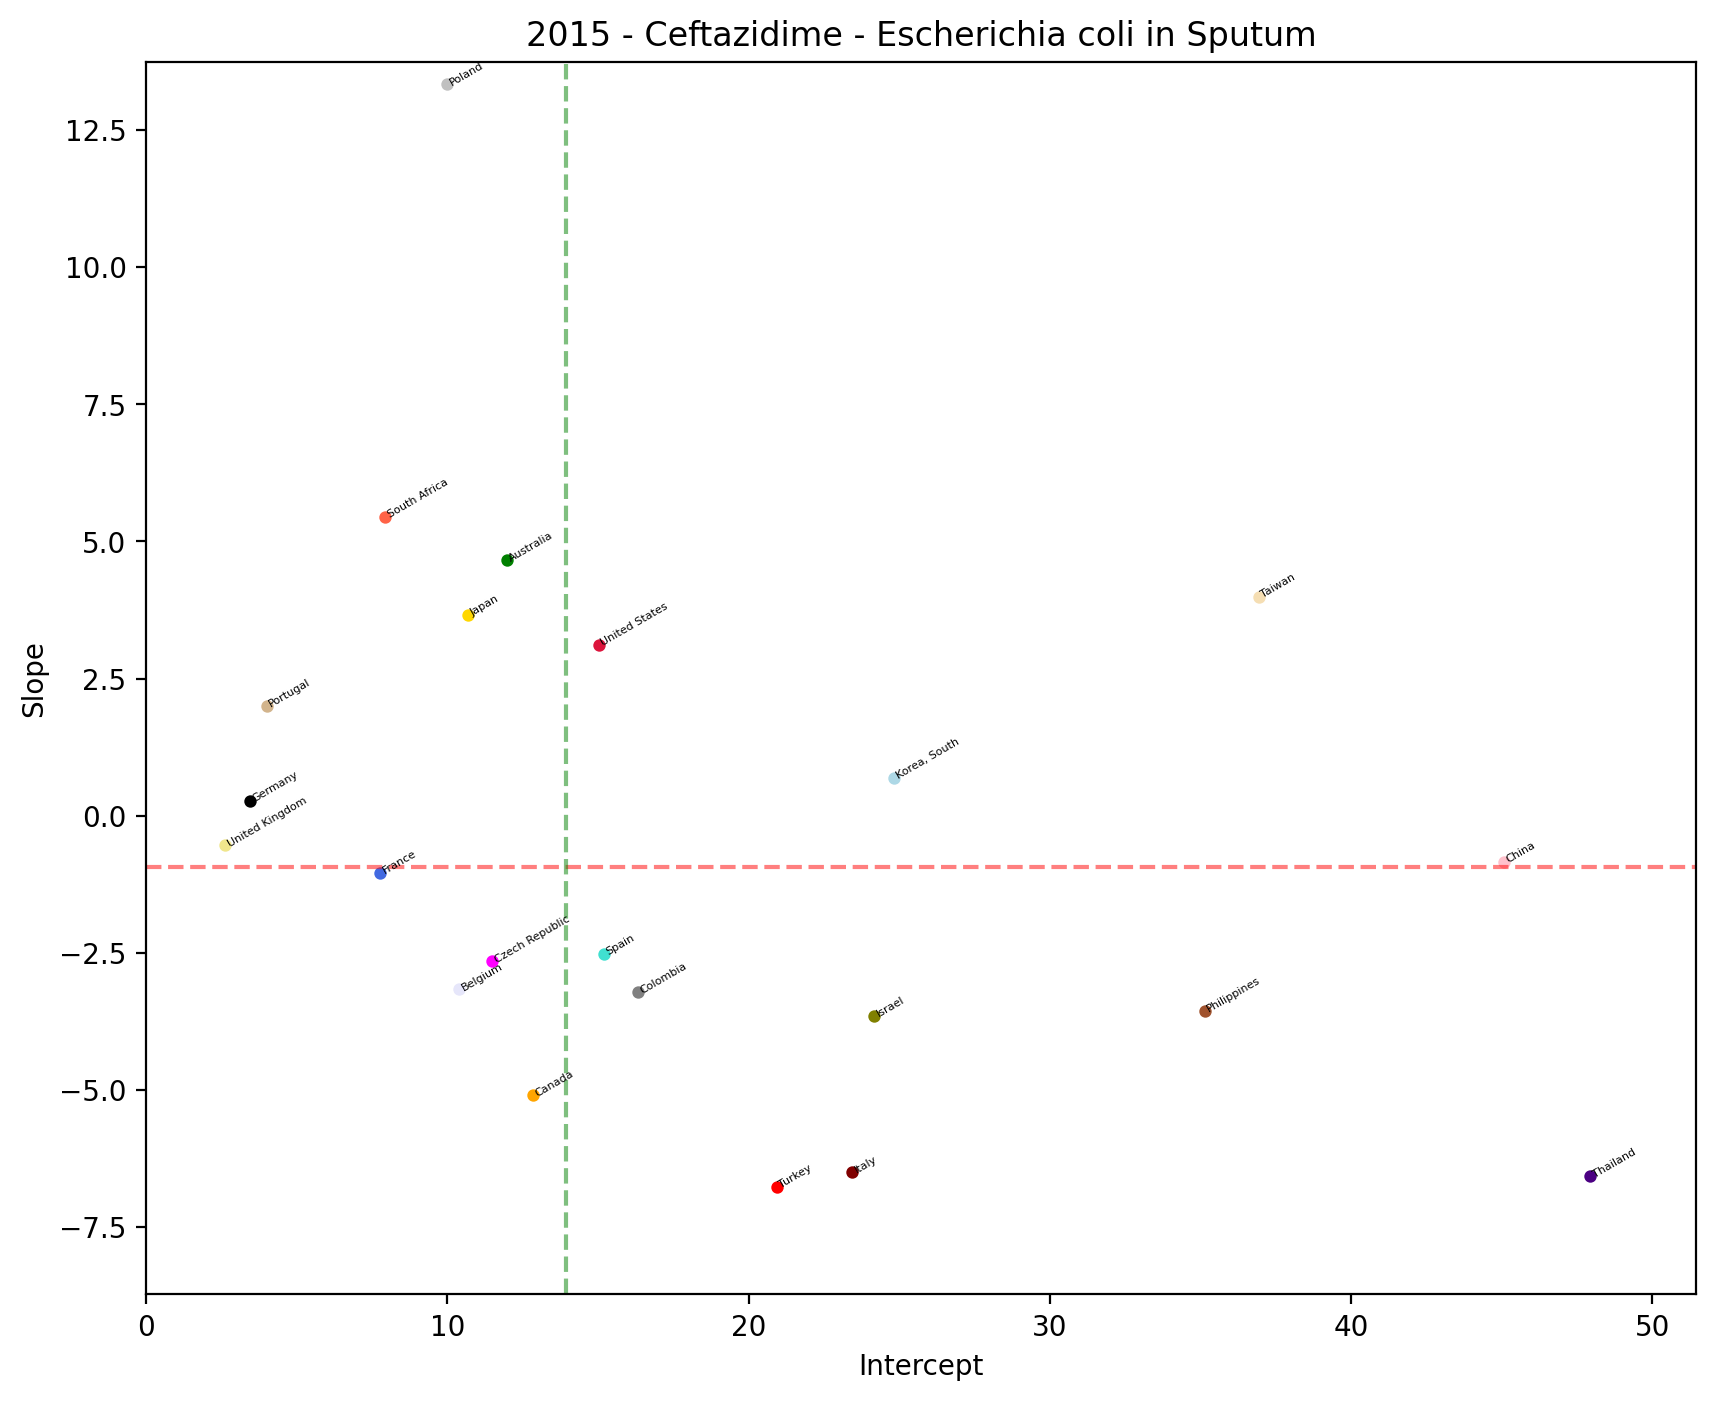 2015 - Ceftazidime - Escherichia coli in Sputum
Poland
12.5
10.0
7.5
South Africa
5.0
Australia
Taiwan
Japan
United States
Slope
2.5
Portugal
Korea, South
Germany
0.0
United Kingdom
China
France
Czech Republic
−2.5
Spain
Belgium
Colombia
Philippines
Israel
−5.0
Canada
Turkey
Italy
Thailand
−7.5
0
10
20
30
40
50
Intercept